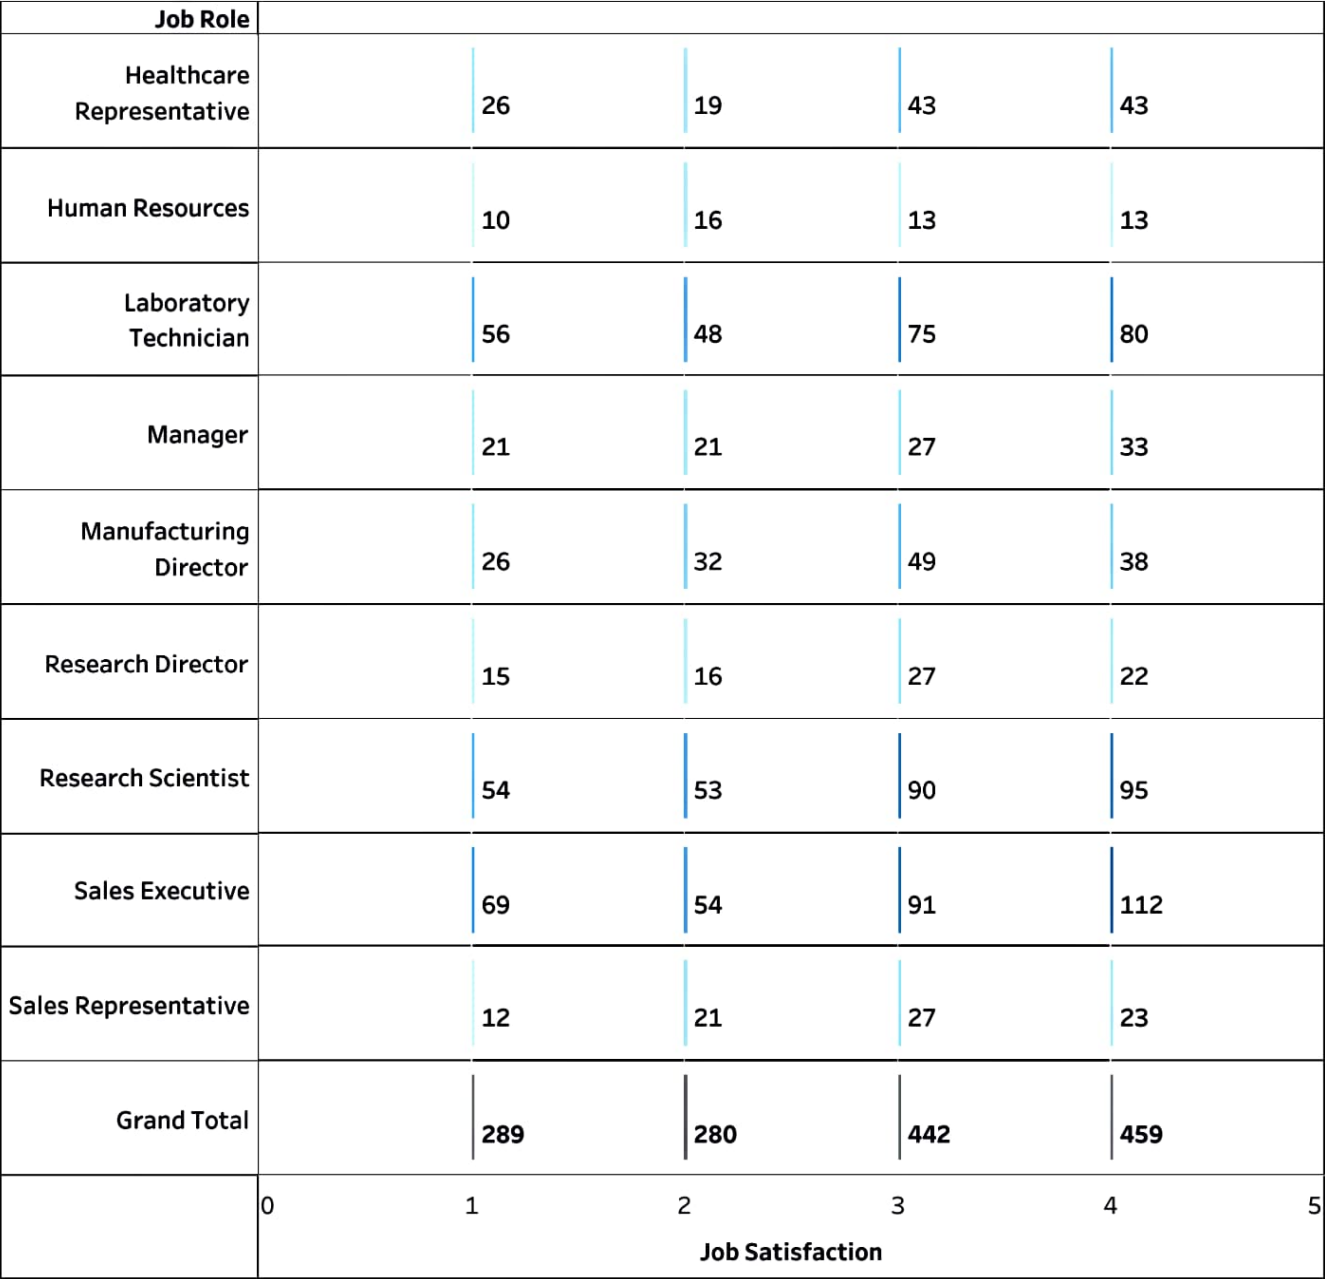 Job Role
Healthcare
Representative
26 19 43 43
Human Resources 10 16 13 13
Laboratory
Technician
56 48 75 80
Manager 21 21 27 33
Manufacturing
Director
26 32 49 38
Research Director 15 16 27 22
Research Scientist 54 53 90 95
Sales Executive 69 54 91 112
Sales Representative 12 21 27 23
Grand Total 289 280 442 459
0 1 2 3 4 5
Job Satisfaction